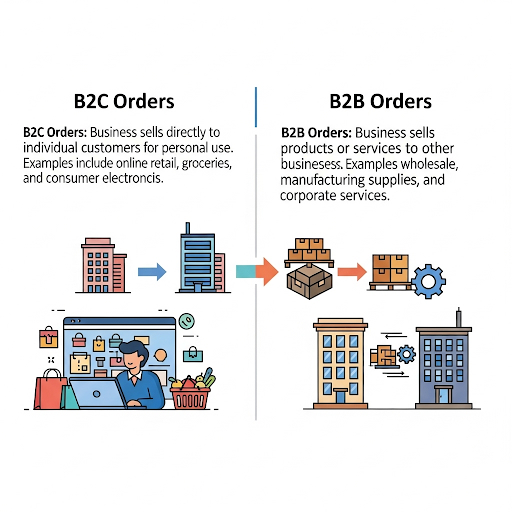 B2C Orders
B2C Orders: Business sells directly to
individual customers for personal use.
Examples include online retail, groceries,
and consumer electroncis.
B2B Orders
B2B Orders: Business sells
products or services to other
businesess. Examples wholesale,
manufacturing supplies, and
corporate services.